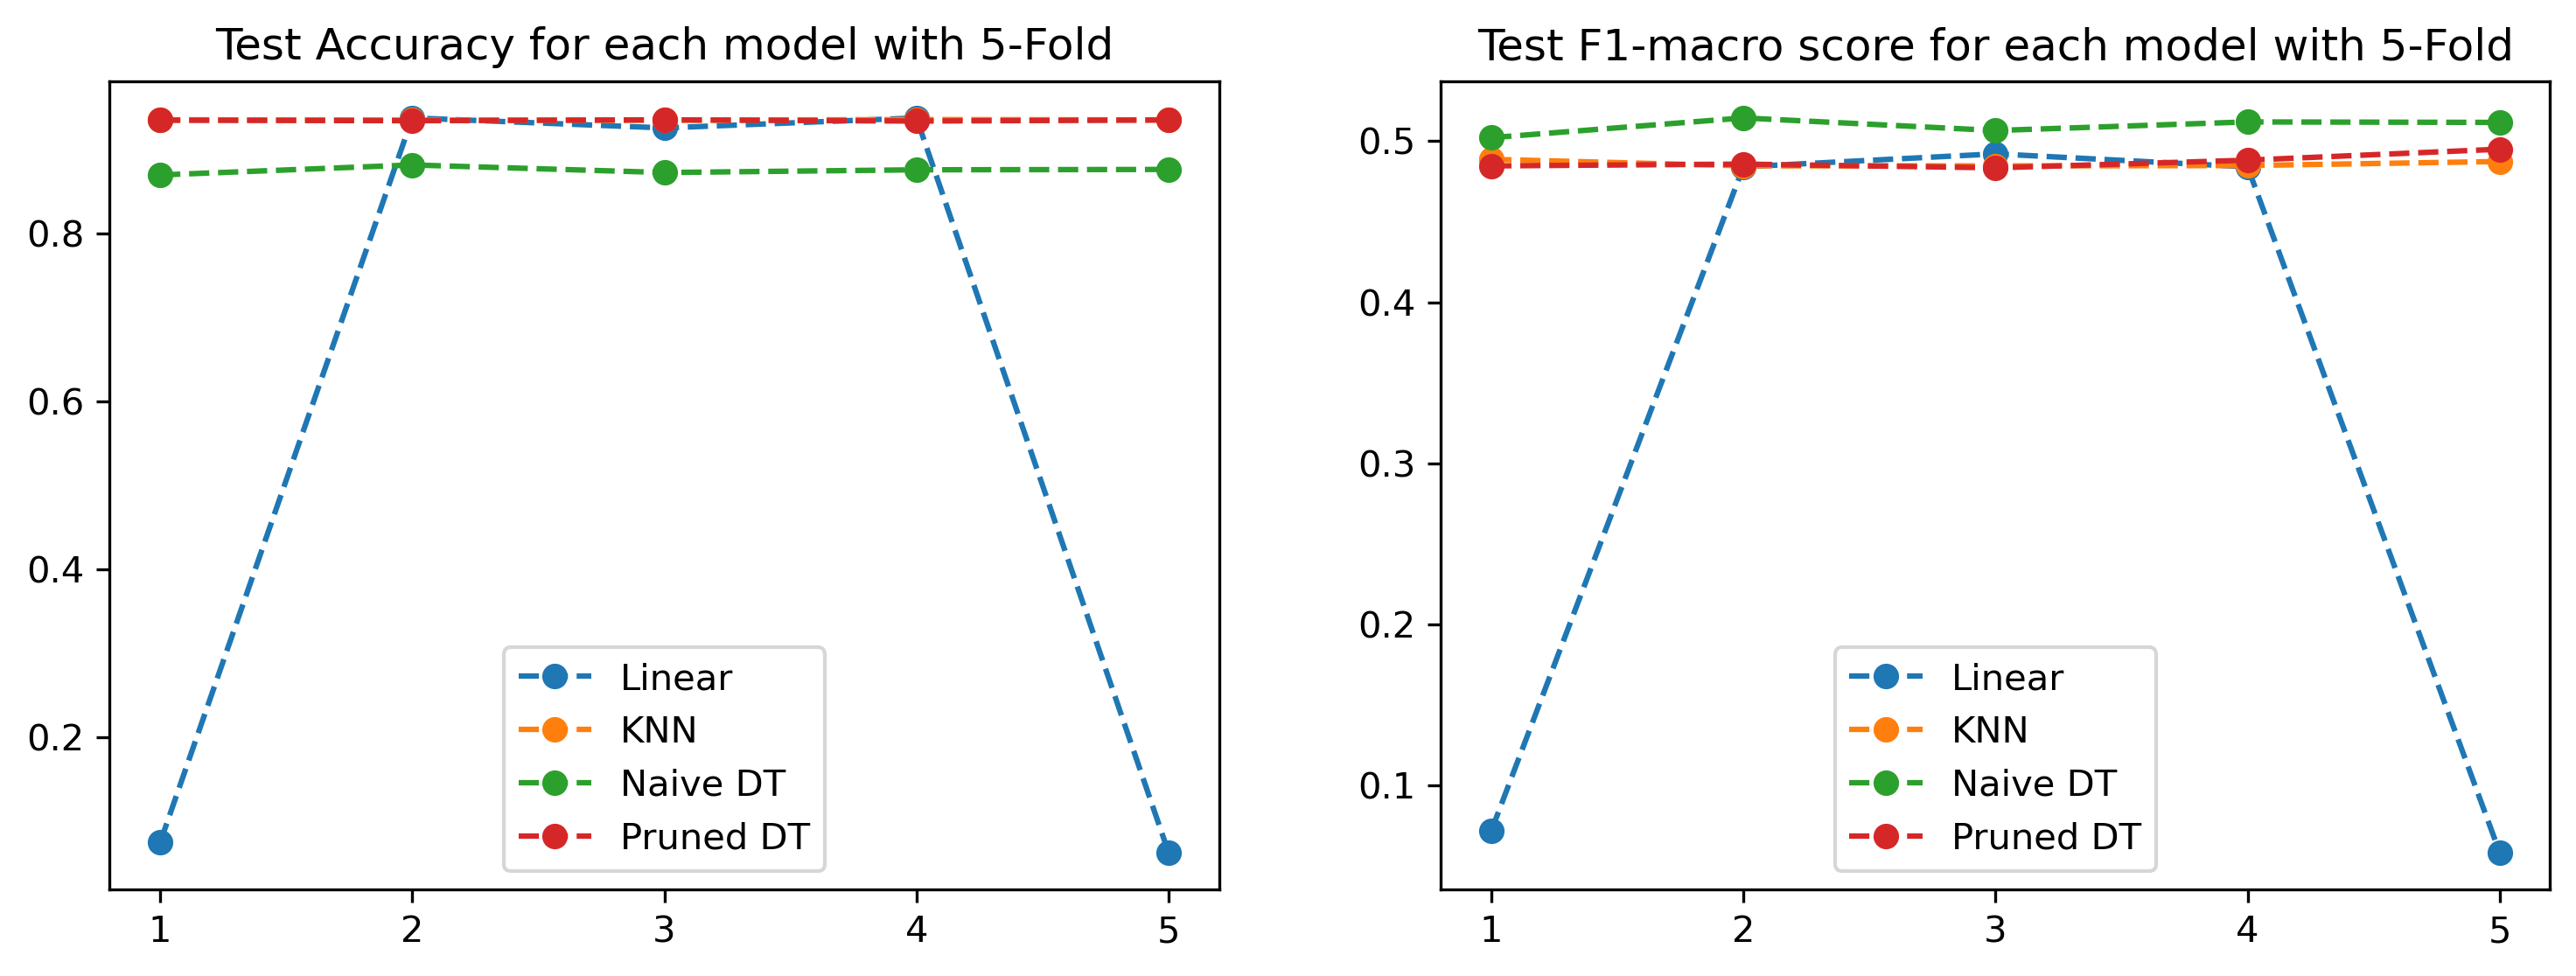 Test Accuracy for each model with 5-Fold
0.8
0.6
0.4
0.2
Linear
KNN
Naive DT
Pruned DT
1 2 3 4 5
Test F1-macro score for each model with 5-Fold
0.5
0.4
0.3
0.2
0.1
Linear
KNN
Naive DT
Pruned DT
1 2 3 4 5